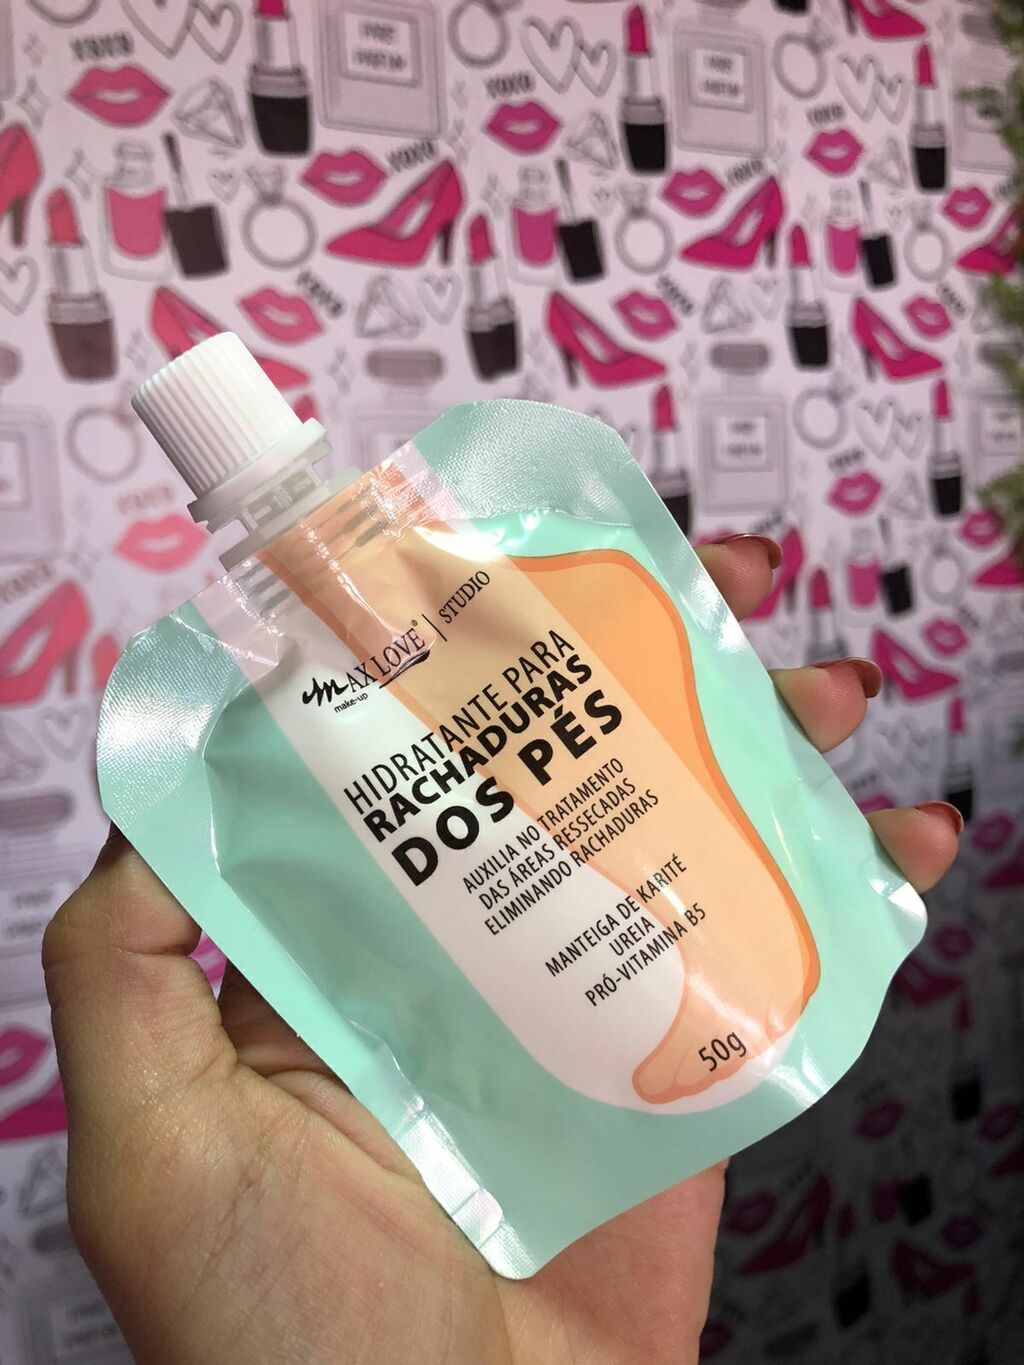 MAX LOVE® | STUDIO
make-up
HIDRATANTE PARA
RACHADURAS
DOS PÉS
AUXILIA NO TRATAMENTO
DAS ÁREAS RESSECADAS
ELIMINANDO RACHADURAS
MANTEIGA DE KARITÉ
UREIA
PRÓ-VITAMINA B5
50g